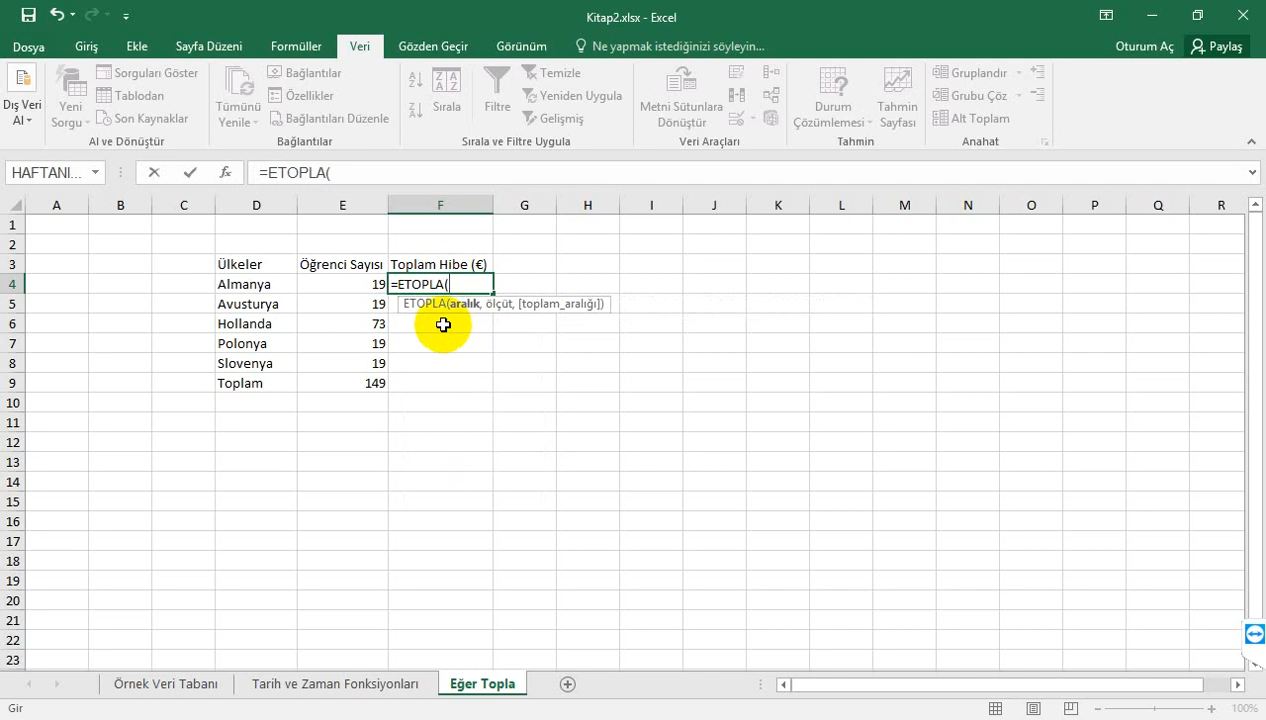 Kitap2.xlsx - Excel
Dosya Giriş Ekle Sayfa Düzeni Formüller Veri Gözden Geçir Görünüm Ne yapmak istediğinizi söyleyin... Oturum Aç Paylaş
Dış Veri Al
Yeni Sorgu
Sorguları Göster
Tablodan
Son Kaynaklar
Al ve Dönüştür
Tümünü Yenile
Bağlantılar
Özellikler
Bağlantıları Düzenle
Bağlantılar
Sırala
Filtre
Temizle
Yeniden Uygula
Gelişmiş
Sırala ve Filtre Uygula
Metni Sütunlara Dönüştür
Veri Araçları
Durum Çözümlemesi
Tahmin Sayfası
Tahmin
Gruplandır
Grubu Çöz
Alt Toplam
Anahat
HAFTANI... fx =ETOPLA(
A B C D E F G H I J K L M N O P Q R
1
2
3 Ülkeler Öğrenci Sayısı Toplam Hibe (€)
4 Almanya 19 =ETOPLA(
5 Avusturya 19 ETOPLA(aralık, ölçüt, [toplam_aralığı])
6 Hollanda 73
7 Polonya 19
8 Slovenya 19
9 Toplam 149
10
11
12
13
14
15
16
17
18
19
20
21
22
23
Örnek Veri Tabanı Tarih ve Zaman Fonksiyonları Eğer Topla
Gir 100%